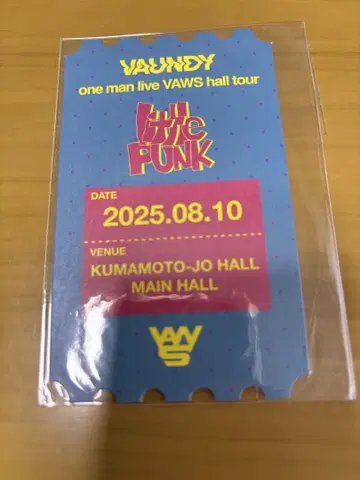 VAUNDY
one man live VAWS hall tour
little
PUNK
DATE
2025.08.10
VENUE
KUMAMOTO-JO HALL
MAIN HALL
VAWS